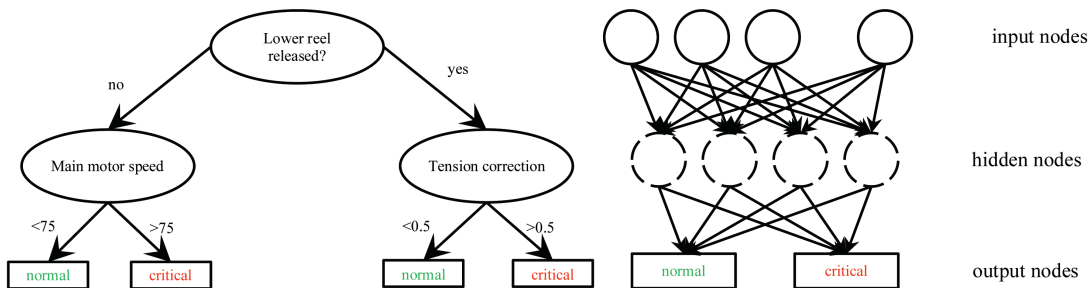 Lower reel
released?
no
yes
Main motor speed
Tension correction
<75
>75
<0.5
>0.5
normal
critical
normal
critical
input nodes
hidden nodes
normal
critical
output nodes